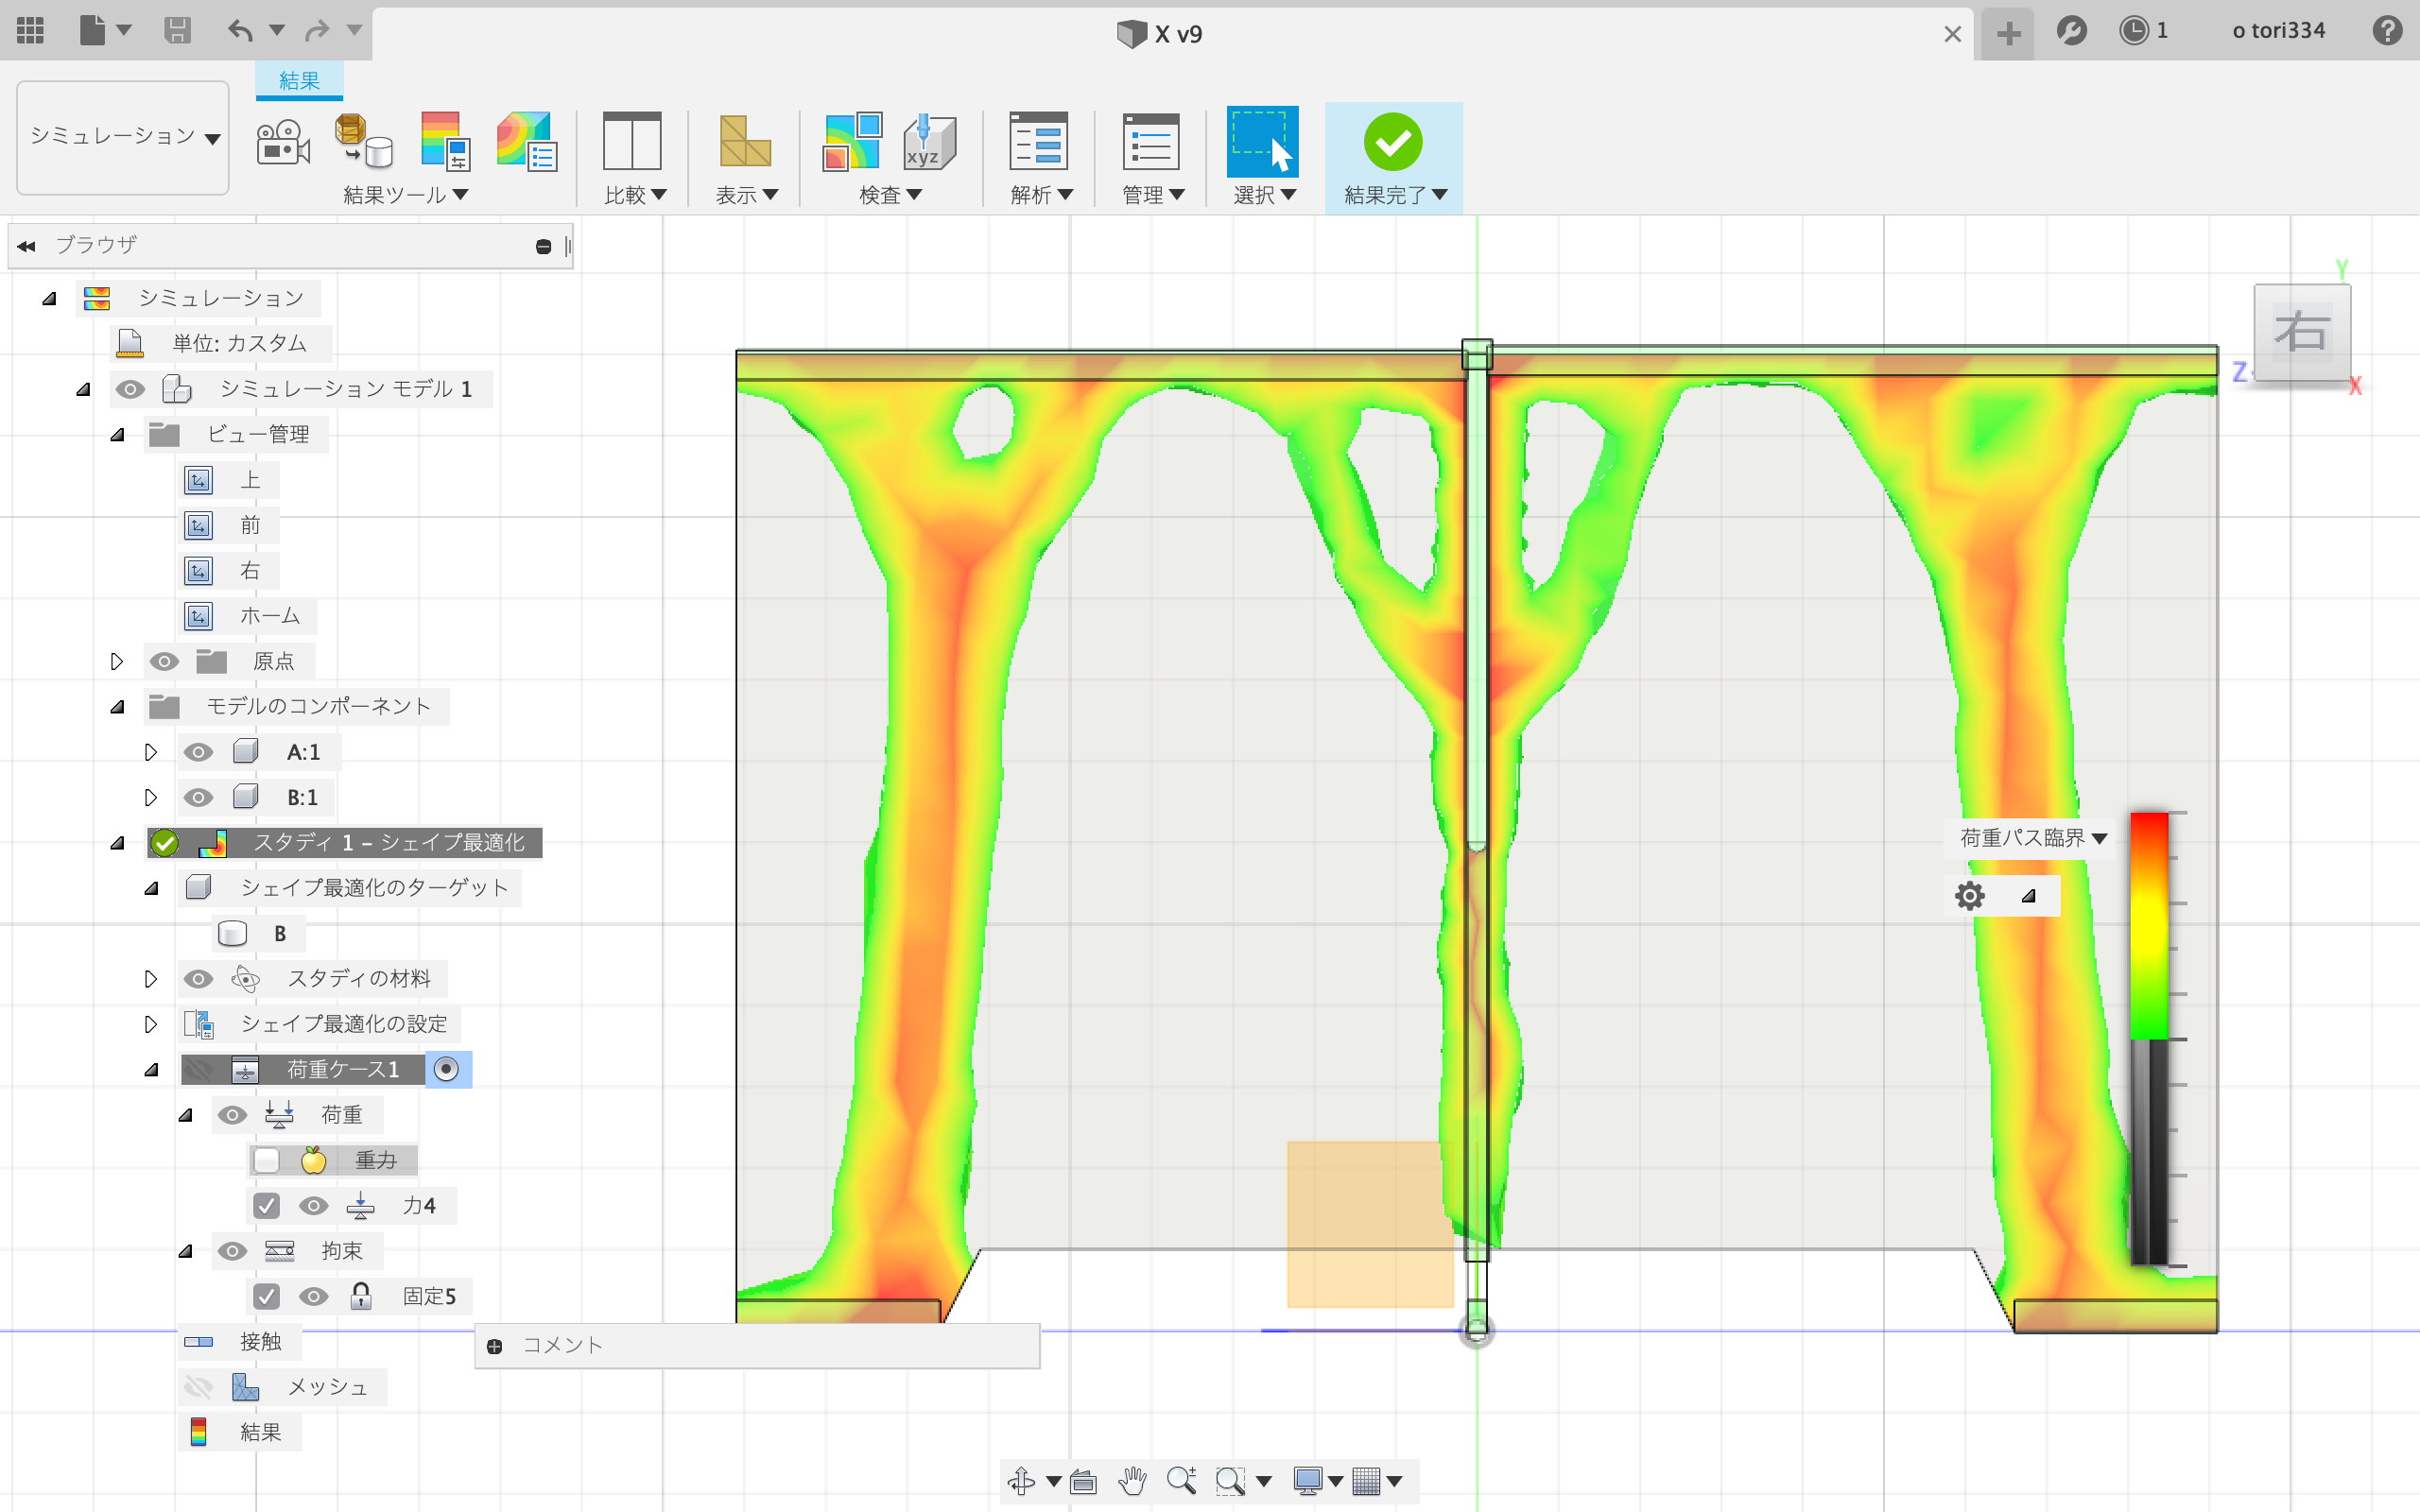 X v9
1
o tori334
結果
シミュレーション
結果ツール
比較
表示
検査
xyz
解析
管理
選択
結果完了
ブラウザ
シミュレーション
単位: カスタム
シミュレーション モデル 1
ビュー管理
上
前
右
ホーム
原点
モデルのコンポーネント
A:1
B:1
スタディ 1 – シェイプ最適化
シェイプ最適化のターゲット
B
スタディの材料
シェイプ最適化の設定
荷重ケース1
荷重
重力
力4
拘束
固定5
接触
メッシュ
結果
コメント
Y
右
Z
X
荷重パス臨界